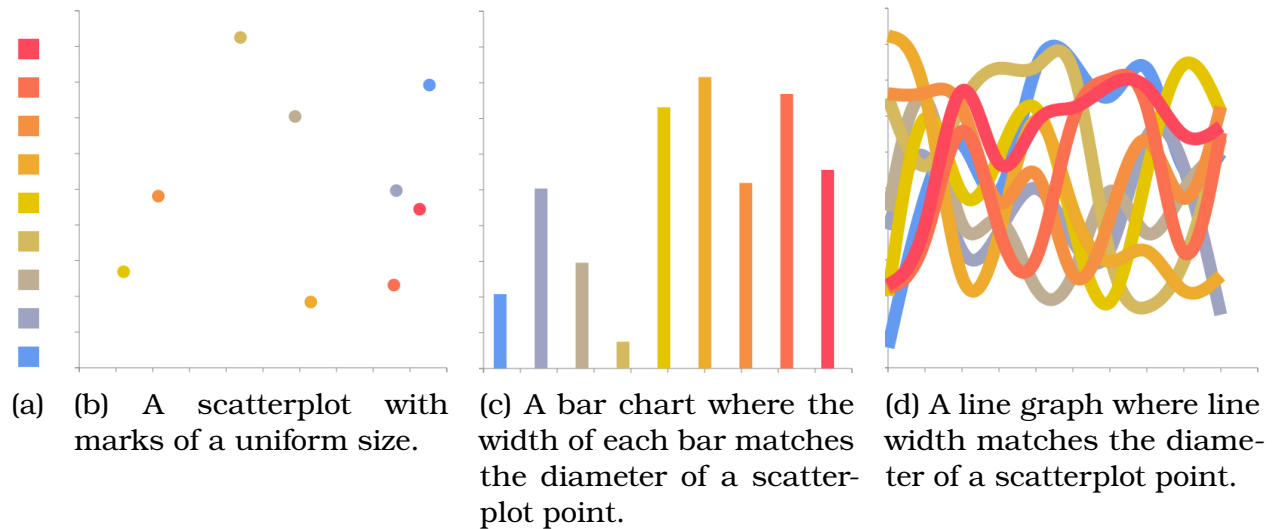 (a)
(b) A scatterplot with
marks of a uniform size.
(c) A bar chart where the
width of each bar matches
the diameter of a scatter-
plot point.
(d) A line graph where line
width matches the diame-
ter of a scatterplot point.